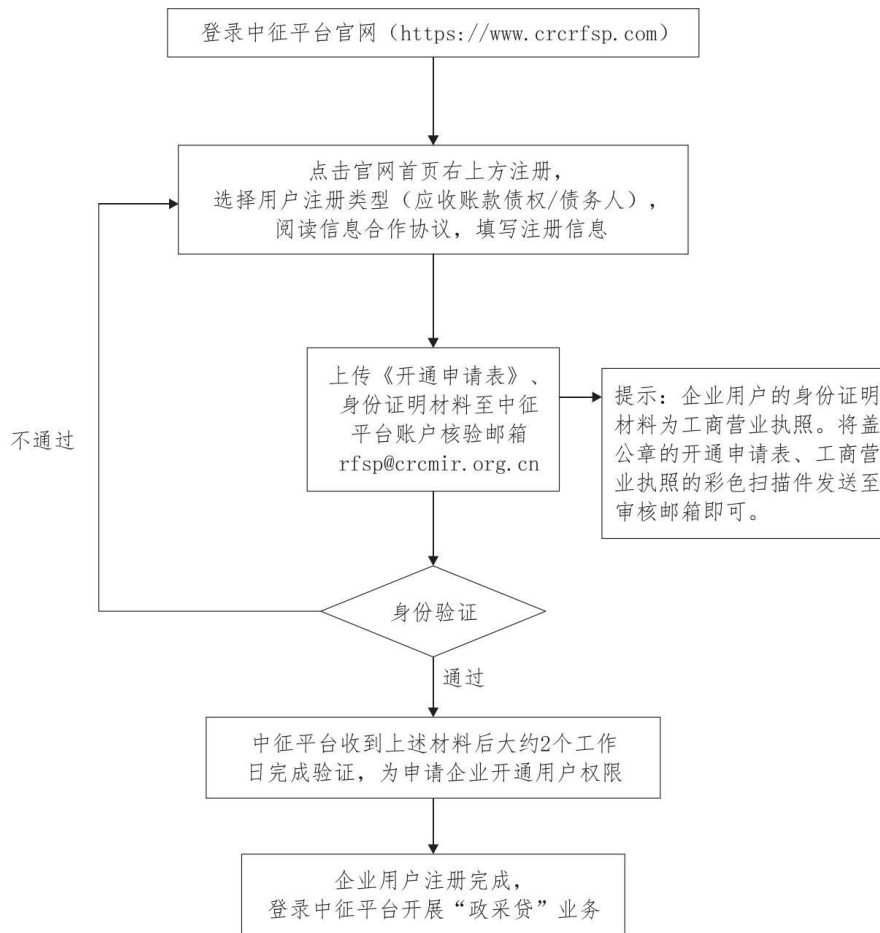 登录中征平台官网（https://www.crcrfsp.com）
点击官网首页右上方注册，
选择用户注册类型（应收账款债权/债务人），
阅读信息合作协议，填写注册信息
上传《开通申请表》、
身份证明材料至中征
平台账户核验邮箱
rfsp@crcmir.org.cn
提示：企业用户的身份证明
材料为工商营业执照。将盖
公章的开通申请表、工商营
业执照的彩色扫描件发送至
审核邮箱即可。
不通过
身份验证
通过
中征平台收到上述材料后大约2个工作
日完成验证，为申请企业开通用户权限
企业用户注册完成，
登录中征平台开展“政采贷”业务